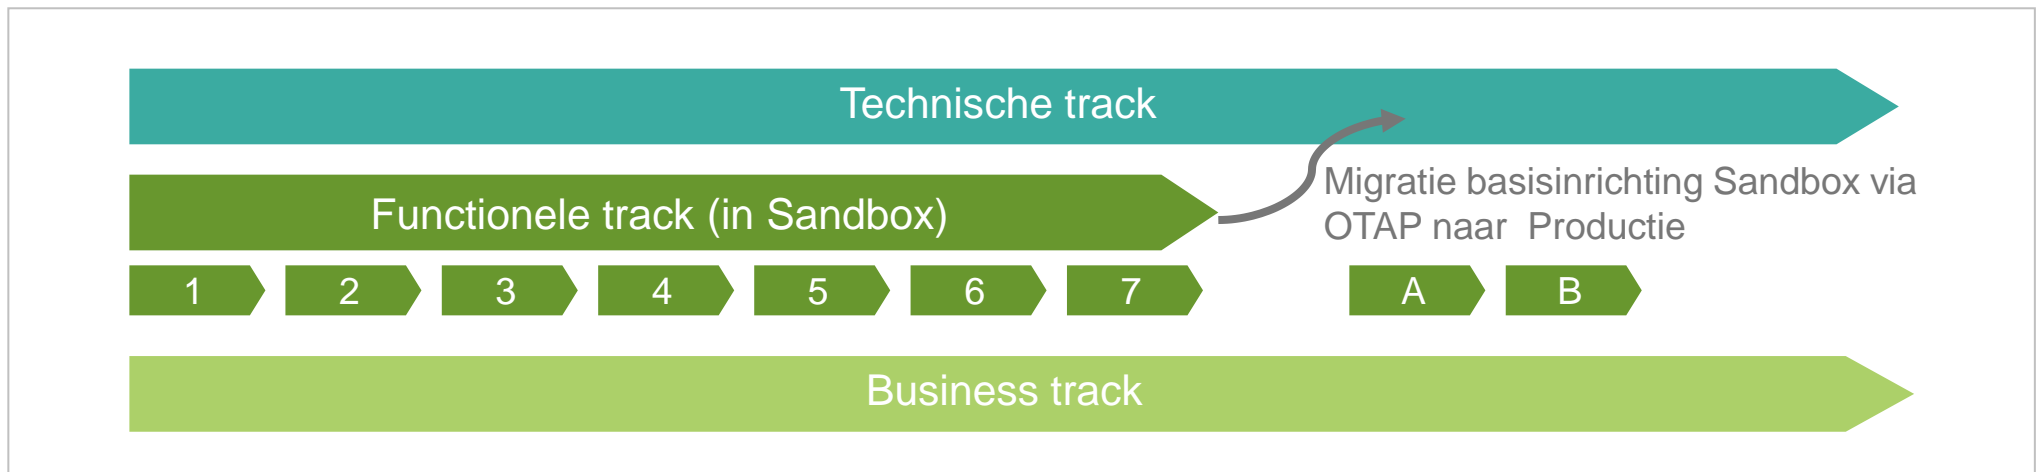 Technische track
Functionele track (in Sandbox)
Migratie basisinrichting Sandbox via
OTAP naar  Productie
1 2 3 4 5 6 7 A B
Business track